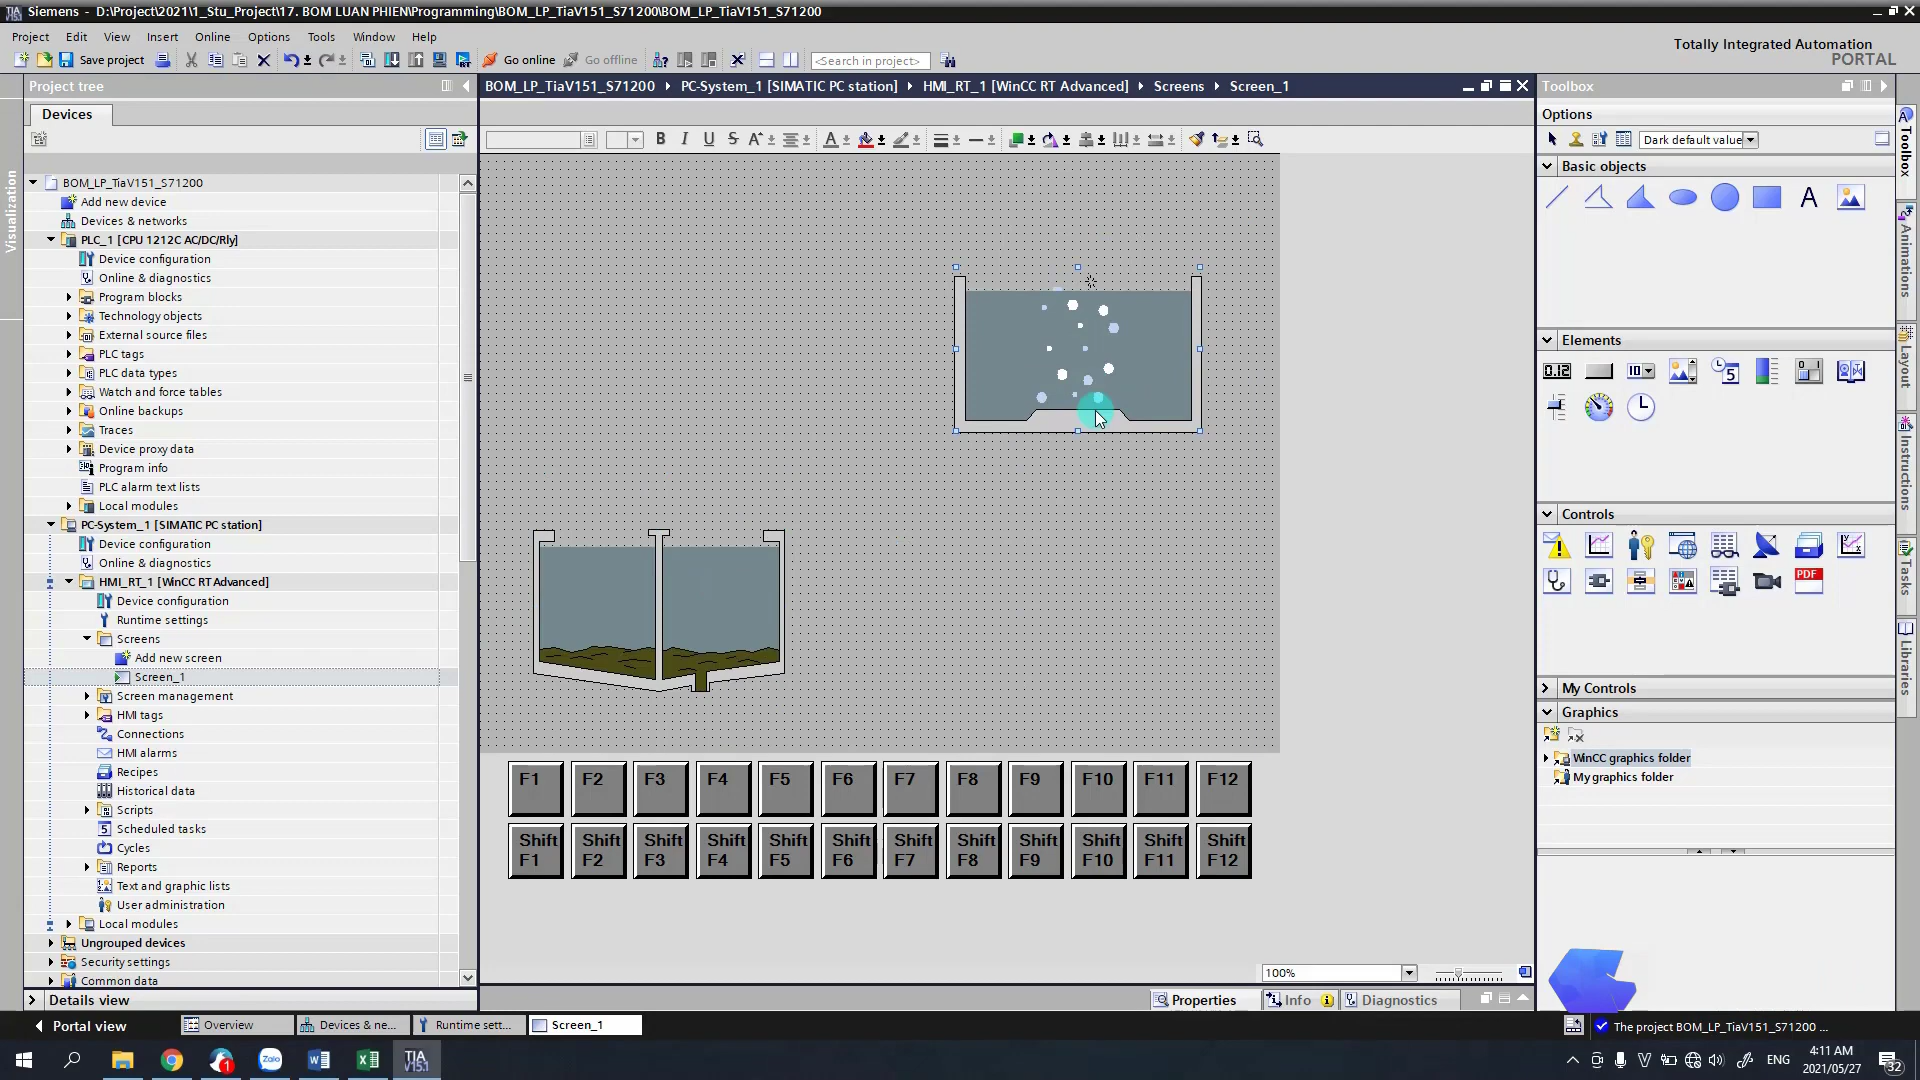 Siemens - D:\Project\2021\1_Stu_Project\17. BOM LUAN PHIEN\Programming\BOM_LP_TiaV151_S71200\BOM_LP_TiaV151_S71200
Project Edit View Insert Online Options Tools Window Help
Totally Integrated Automation
PORTAL
Save project
Go online
Go offline
<Search in project>
Project tree
Devices
Visualization
BOM_LP_TiaV151_S71200
Add new device
Devices & networks
PLC_1 [CPU 1212C AC/DC/Rly]
Device configuration
Online & diagnostics
Program blocks
Technology objects
External source files
PLC tags
PLC data types
Watch and force tables
Online backups
Traces
Device proxy data
Program info
PLC alarm text lists
Local modules
PC-System_1 [SIMATIC PC station]
Device configuration
Online & diagnostics
HMI_RT_1 [WinCC RT Advanced]
Device configuration
Runtime settings
Screens
Add new screen
Screen_1
Screen management
HMI tags
Connections
HMI alarms
Recipes
Historical data
Scripts
Scheduled tasks
Cycles
Reports
Text and graphic lists
User administration
Local modules
Ungrouped devices
Security settings
Common data
Details view
BOM_LP_TiaV151_S71200 PC-System_1 [SIMATIC PC station] HMI_RT_1 [WinCC RT Advanced] Screens Screen_1
B I U S A A
F1 F2 F3 F4 F5 F6 F7 F8 F9 F10 F11 F12
Shift F1 Shift F2 Shift F3 Shift F4 Shift F5 Shift F6 Shift F7 Shift F8 Shift F9 Shift F10 Shift F11 Shift F12
100%
Properties Info Diagnostics
Toolbox
Options
Dark default value
Basic objects
A
Elements
0.12
10
5
Controls
PDF
My Controls
Graphics
WinCC graphics folder
My graphics folder
Toolbox
Animations
Layout
Instructions
Tasks
Libraries
Portal view Overview Devices & ne... Runtime sett... Screen_1
The project BOM_LP_TiaV151_S71200 ...
1
Zalo
TIA
V15.1
ENG
4:11 AM
2021/05/27
32